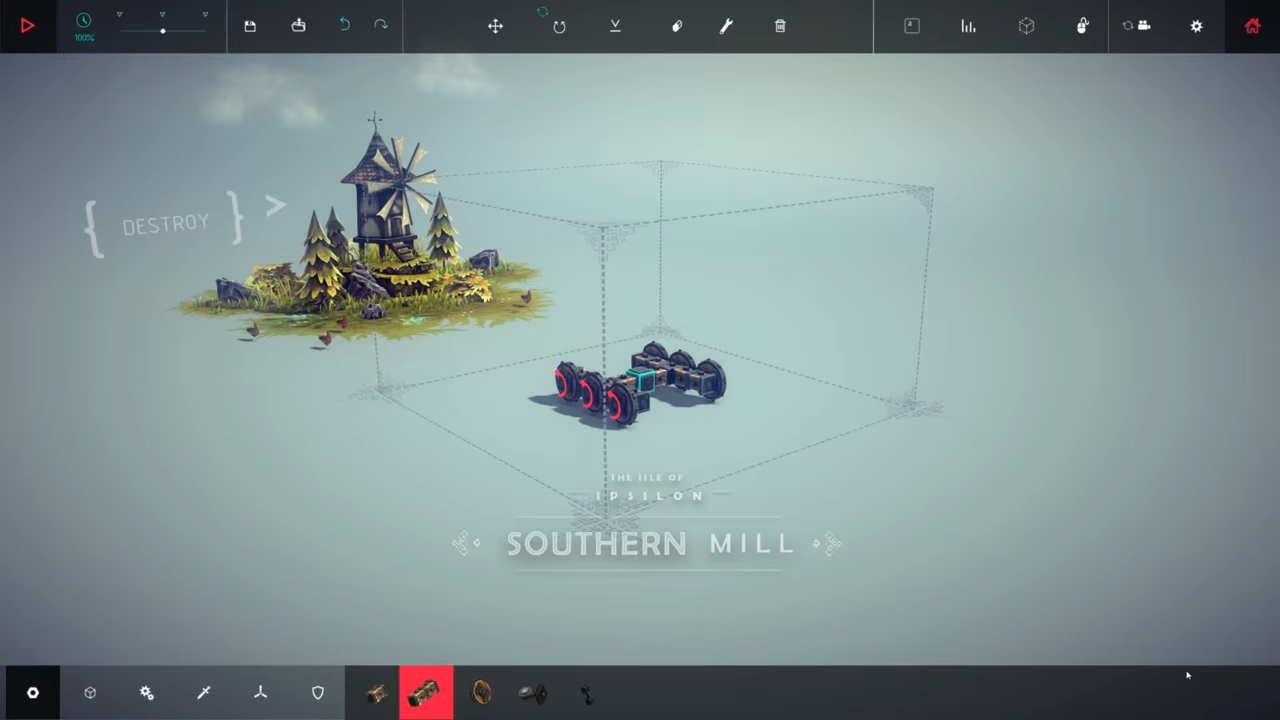 100%
DESTROY
THE ISLE OF
IPSILON
SOUTHERN MILL